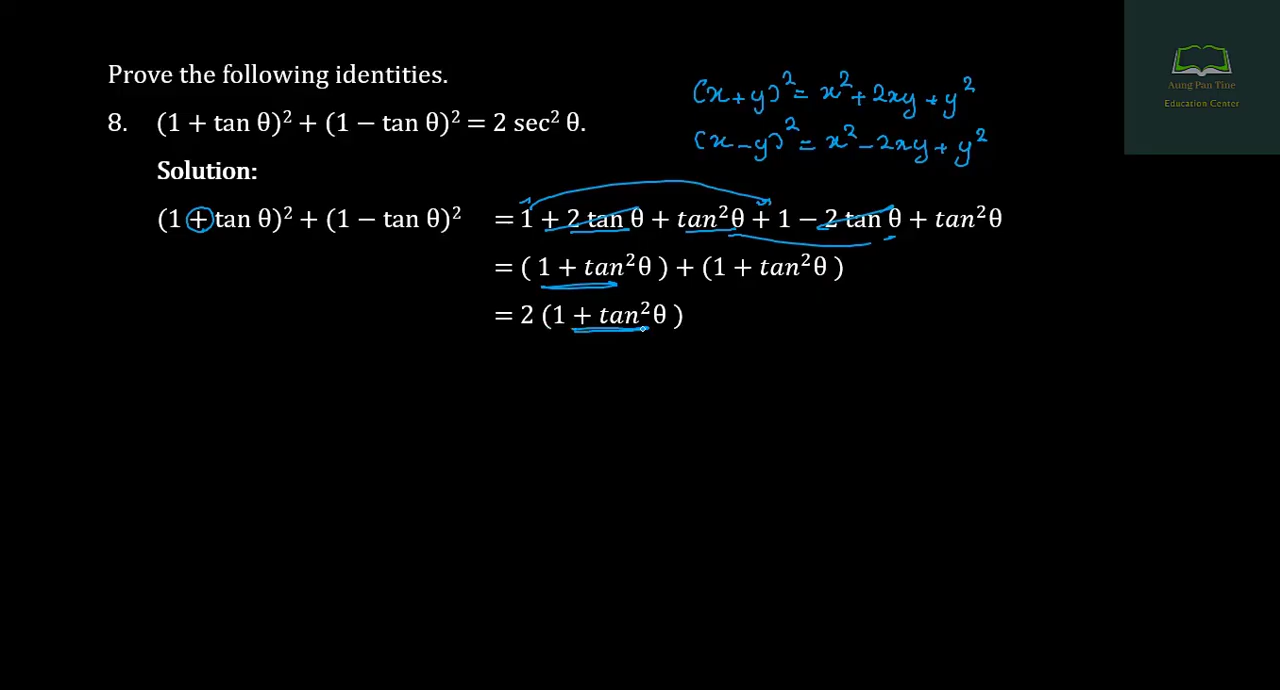 Prove the following identities.
8. (1 + tan θ)² + (1 − tan θ)² = 2 sec² θ.
Solution:
(1 + tan θ)² + (1 − tan θ)² = 1 + 2 tan θ + tan²θ + 1 − 2 tan θ + tan²θ
= ( 1 + tan²θ ) + (1 + tan²θ )
= 2 (1 + tan²θ )
(x+y)² = x² + 2xy + y²
(x−y)² = x² − 2xy + y²
Aung Pan Tine
Education Center